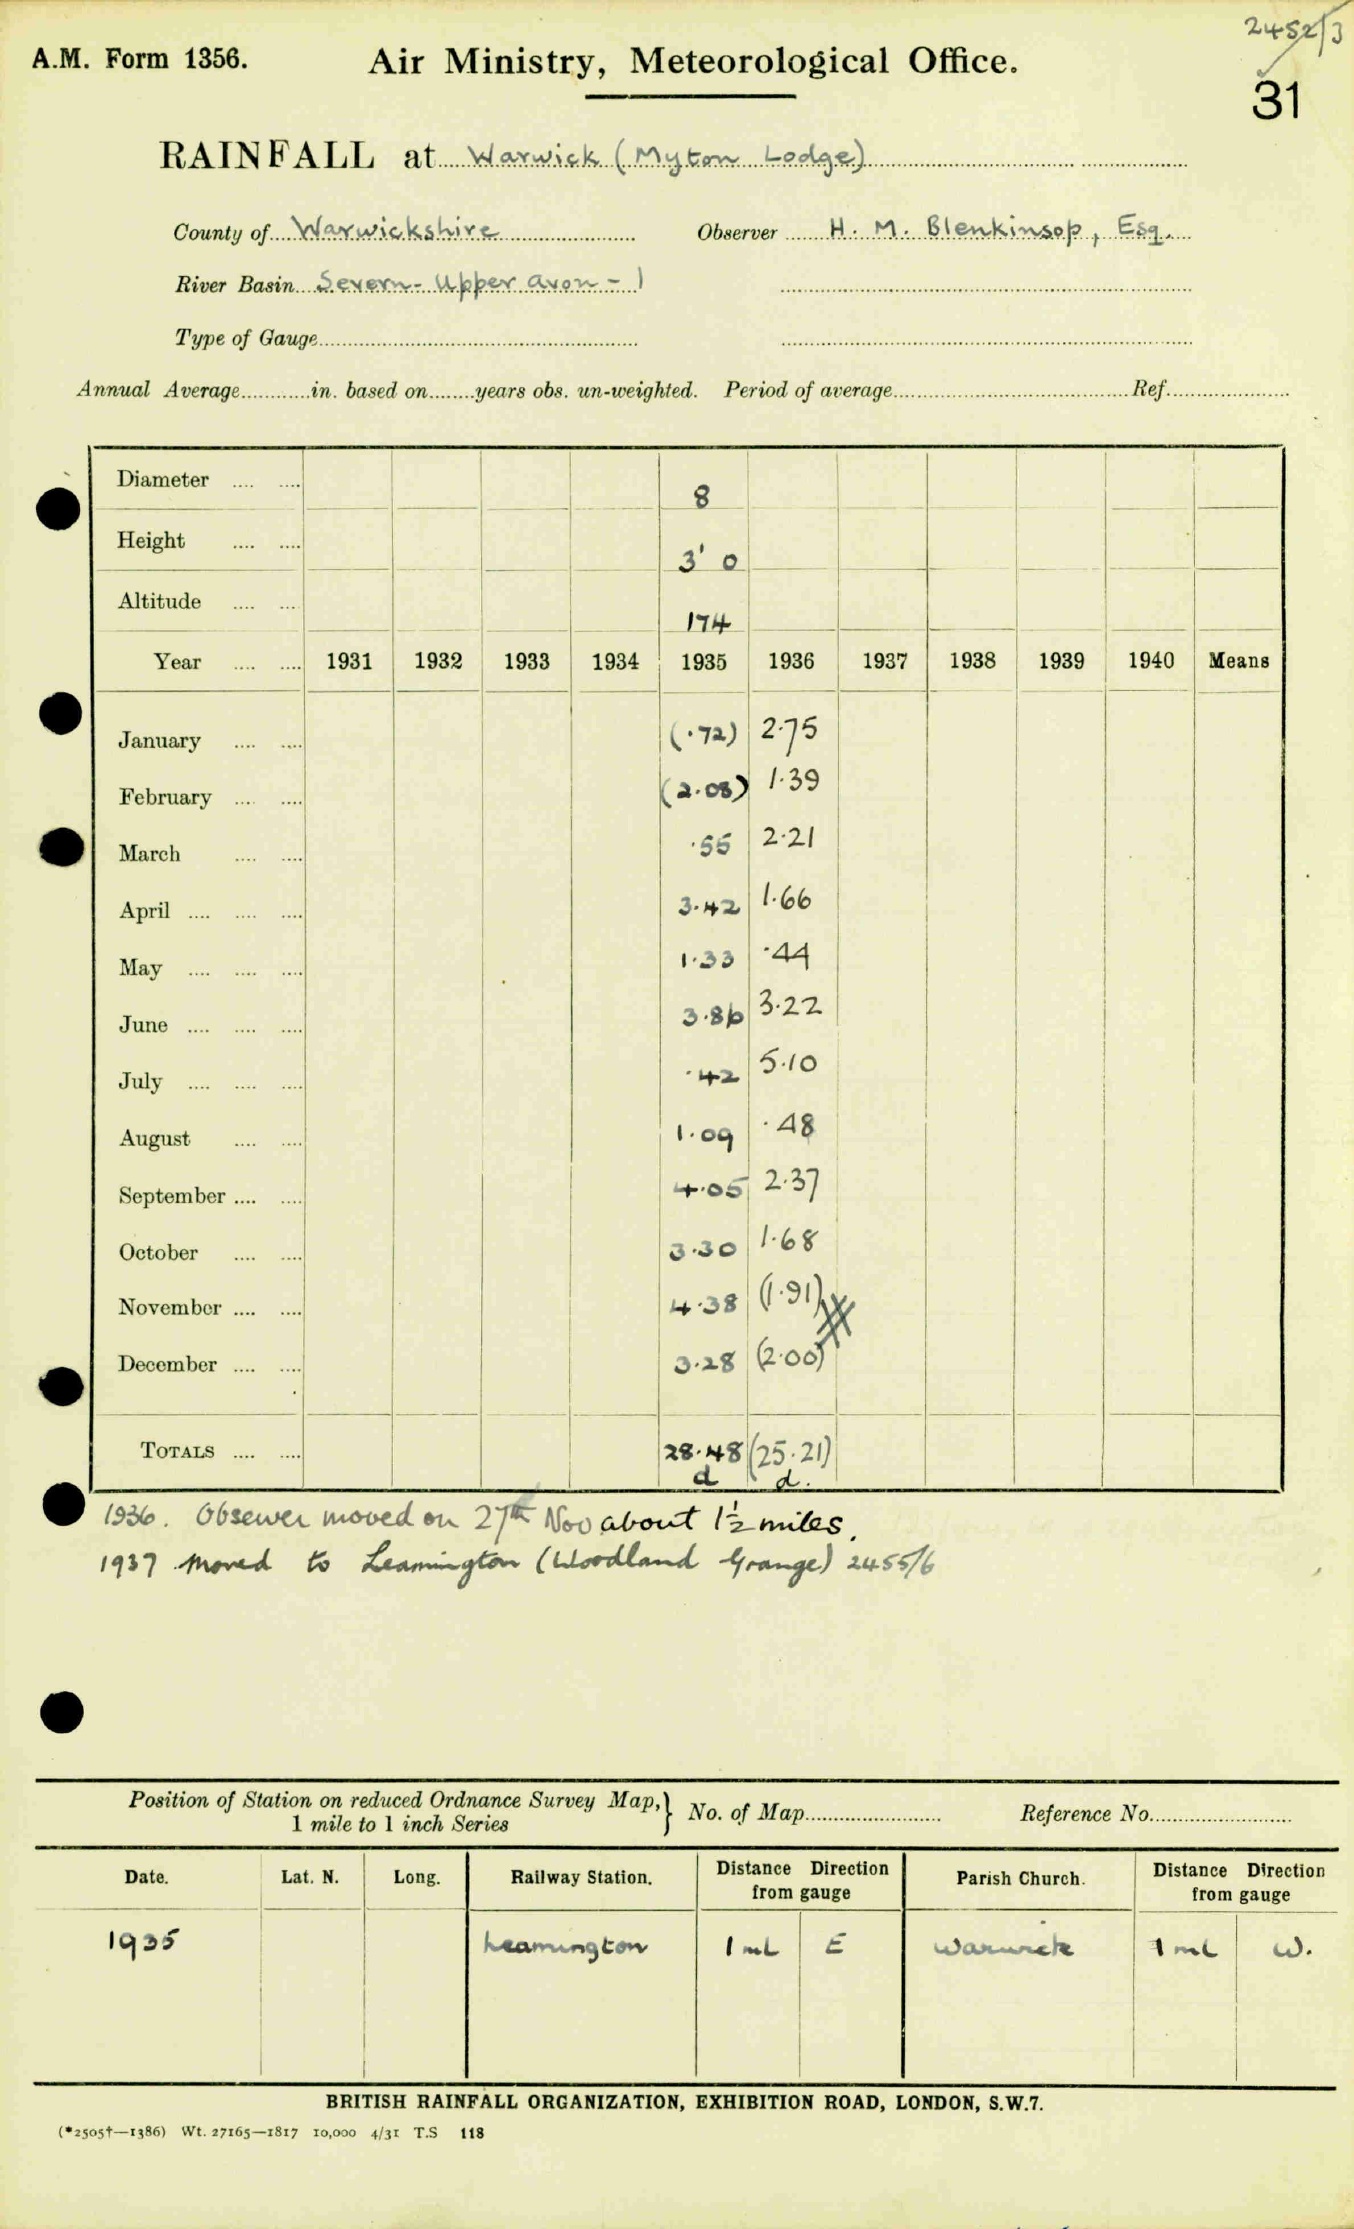 2452/3
A.M. Form 1356. Air Ministry, Meteorological Office.
31
RAINFALL at Warwick (Myton Lodge)
County of Warwickshire Observer H. M. Blenkinsop, Esq.
River Basin Severn - Upper Avon - 1
Type of Gauge
Annual Average in. based on years obs. un-weighted. Period of average Ref.
Diameter 8
Height 3' 0
Altitude 174
Year 1931 1932 1933 1934 1935 1936 1937 1938 1939 1940 Means
January (.72) 2.75
February (2.08) 1.39
March .55 2.21
April 3.42 1.66
May 1.33 .44
June 3.86 3.22
July .42 5.10
August 1.09 .48
September 4.05 2.37
October 3.30 1.68
November 4.38 (1.91)
December 3.28 (2.00)
TOTALS 28.48 (25.21)
d d.
1936. Observer moved on 27th Nov about 1½ miles.
1937 moved to Leamington (Woodland Grange) 2455/6
Position of Station on reduced Ordnance Survey Map, } No. of Map Reference No.
1 mile to 1 inch Series
Date. Lat. N. Long. Railway Station. Distance Direction from gauge Parish Church. Distance Direction from gauge
1935 Leamington 1 ml E Warwick 1 ml W.
BRITISH RAINFALL ORGANIZATION, EXHIBITION ROAD, LONDON, S.W.7.
(*2505†—1386) Wt. 27165—1817 10,000 4/31 T.S 118